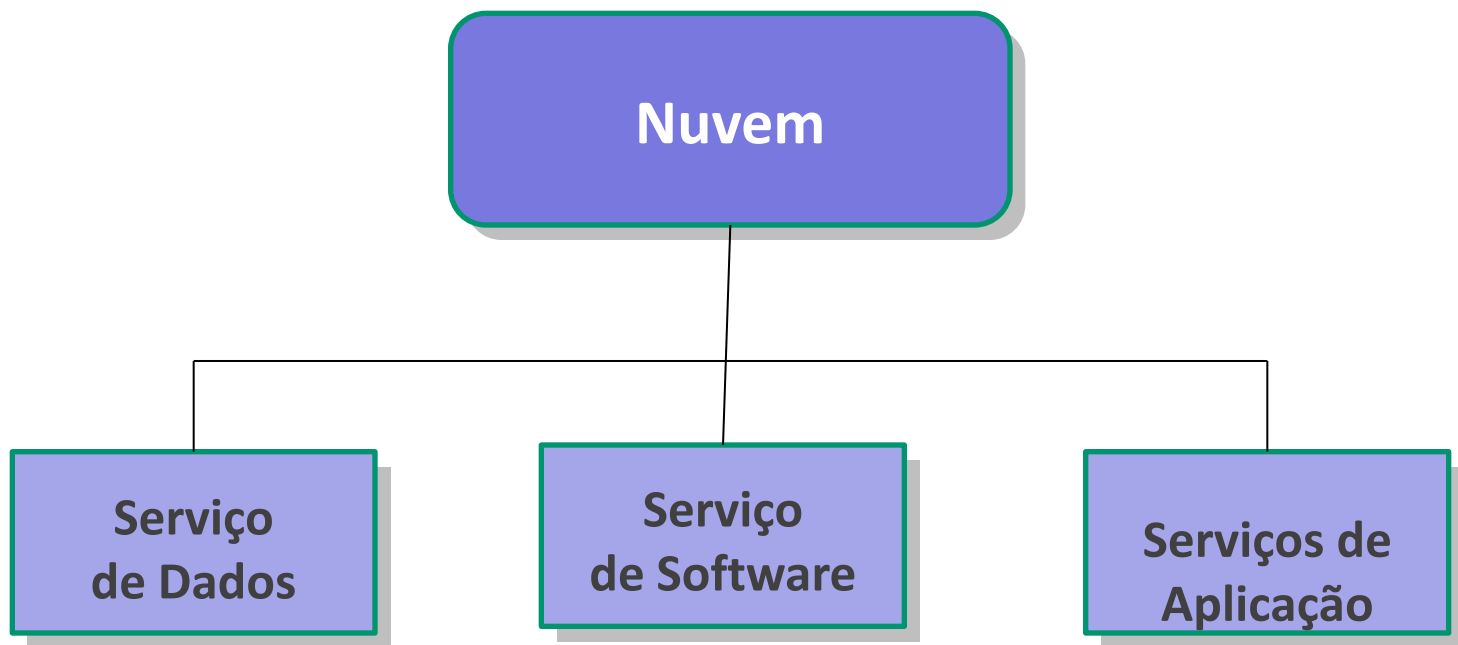 Nuvem
Serviço
de Dados
Serviço
de Software
Serviços de
Aplicação